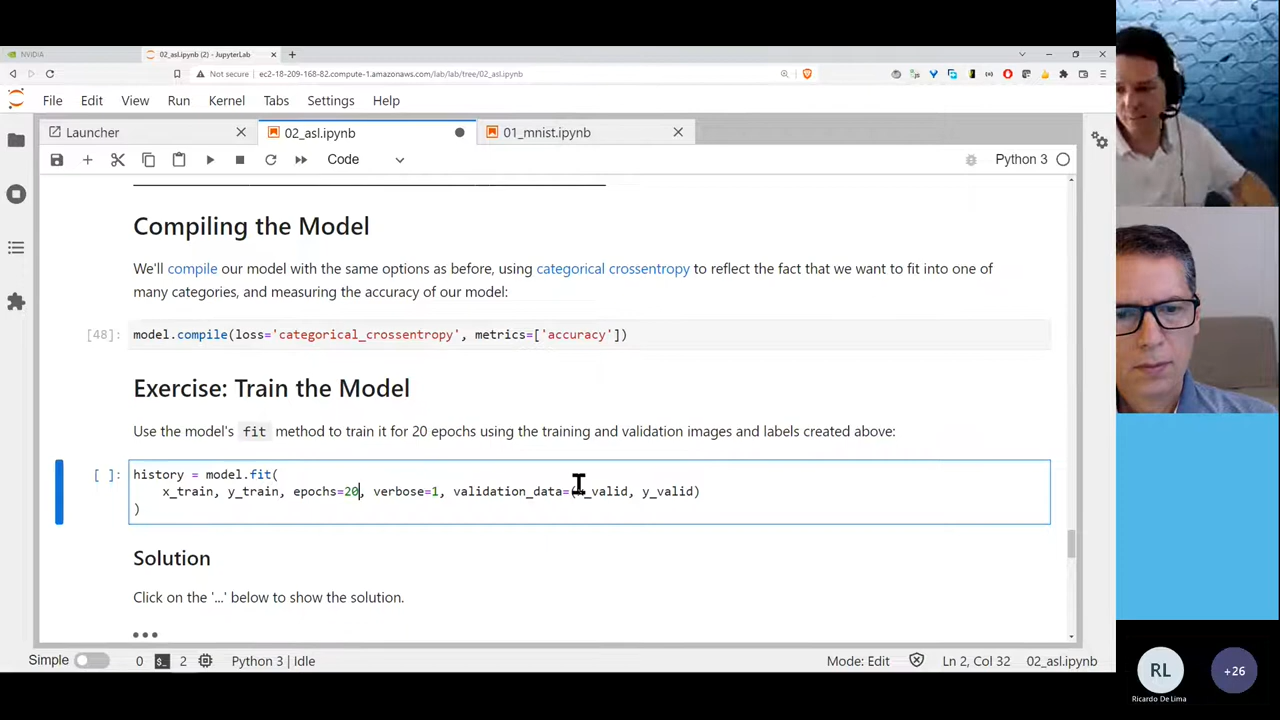 NVIDIA
02_asl.ipynb (2) - JupyterLab
Not secure
ec2-18-209-168-82.compute-1.amazonaws.com/lab/lab/tree/02_asl.ipynb
File Edit View Run Kernel Tabs Settings Help
Launcher
02_asl.ipynb
01_mnist.ipynb
Code
Python 3
Compiling the Model
We'll compile our model with the same options as before, using categorical crossentropy to reflect the fact that we want to fit into one of
many categories, and measuring the accuracy of our model:
[48]: model.compile(loss='categorical_crossentropy', metrics=['accuracy'])
Exercise: Train the Model
Use the model's fit method to train it for 20 epochs using the training and validation images and labels created above:
[ ]: history = model.fit(
x_train, y_train, epochs=20, verbose=1, validation_data=(x_valid, y_valid)
)
Solution
Click on the '...' below to show the solution.
Simple 0 2 Python 3 | Idle Mode: Edit Ln 2, Col 32 02_asl.ipynb
RL
Ricardo De Lima
+26